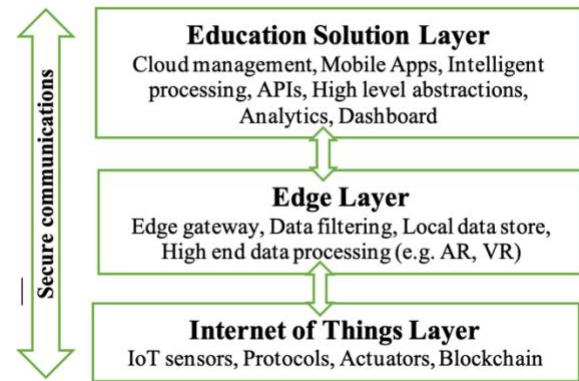 Secure communications
Education Solution Layer
Cloud management, Mobile Apps, Intelligent
processing, APIs, High level abstractions,
Analytics, Dashboard
Edge Layer
Edge gateway, Data filtering, Local data store,
High end data processing (e.g. AR, VR)
Internet of Things Layer
IoT sensors, Protocols, Actuators, Blockchain